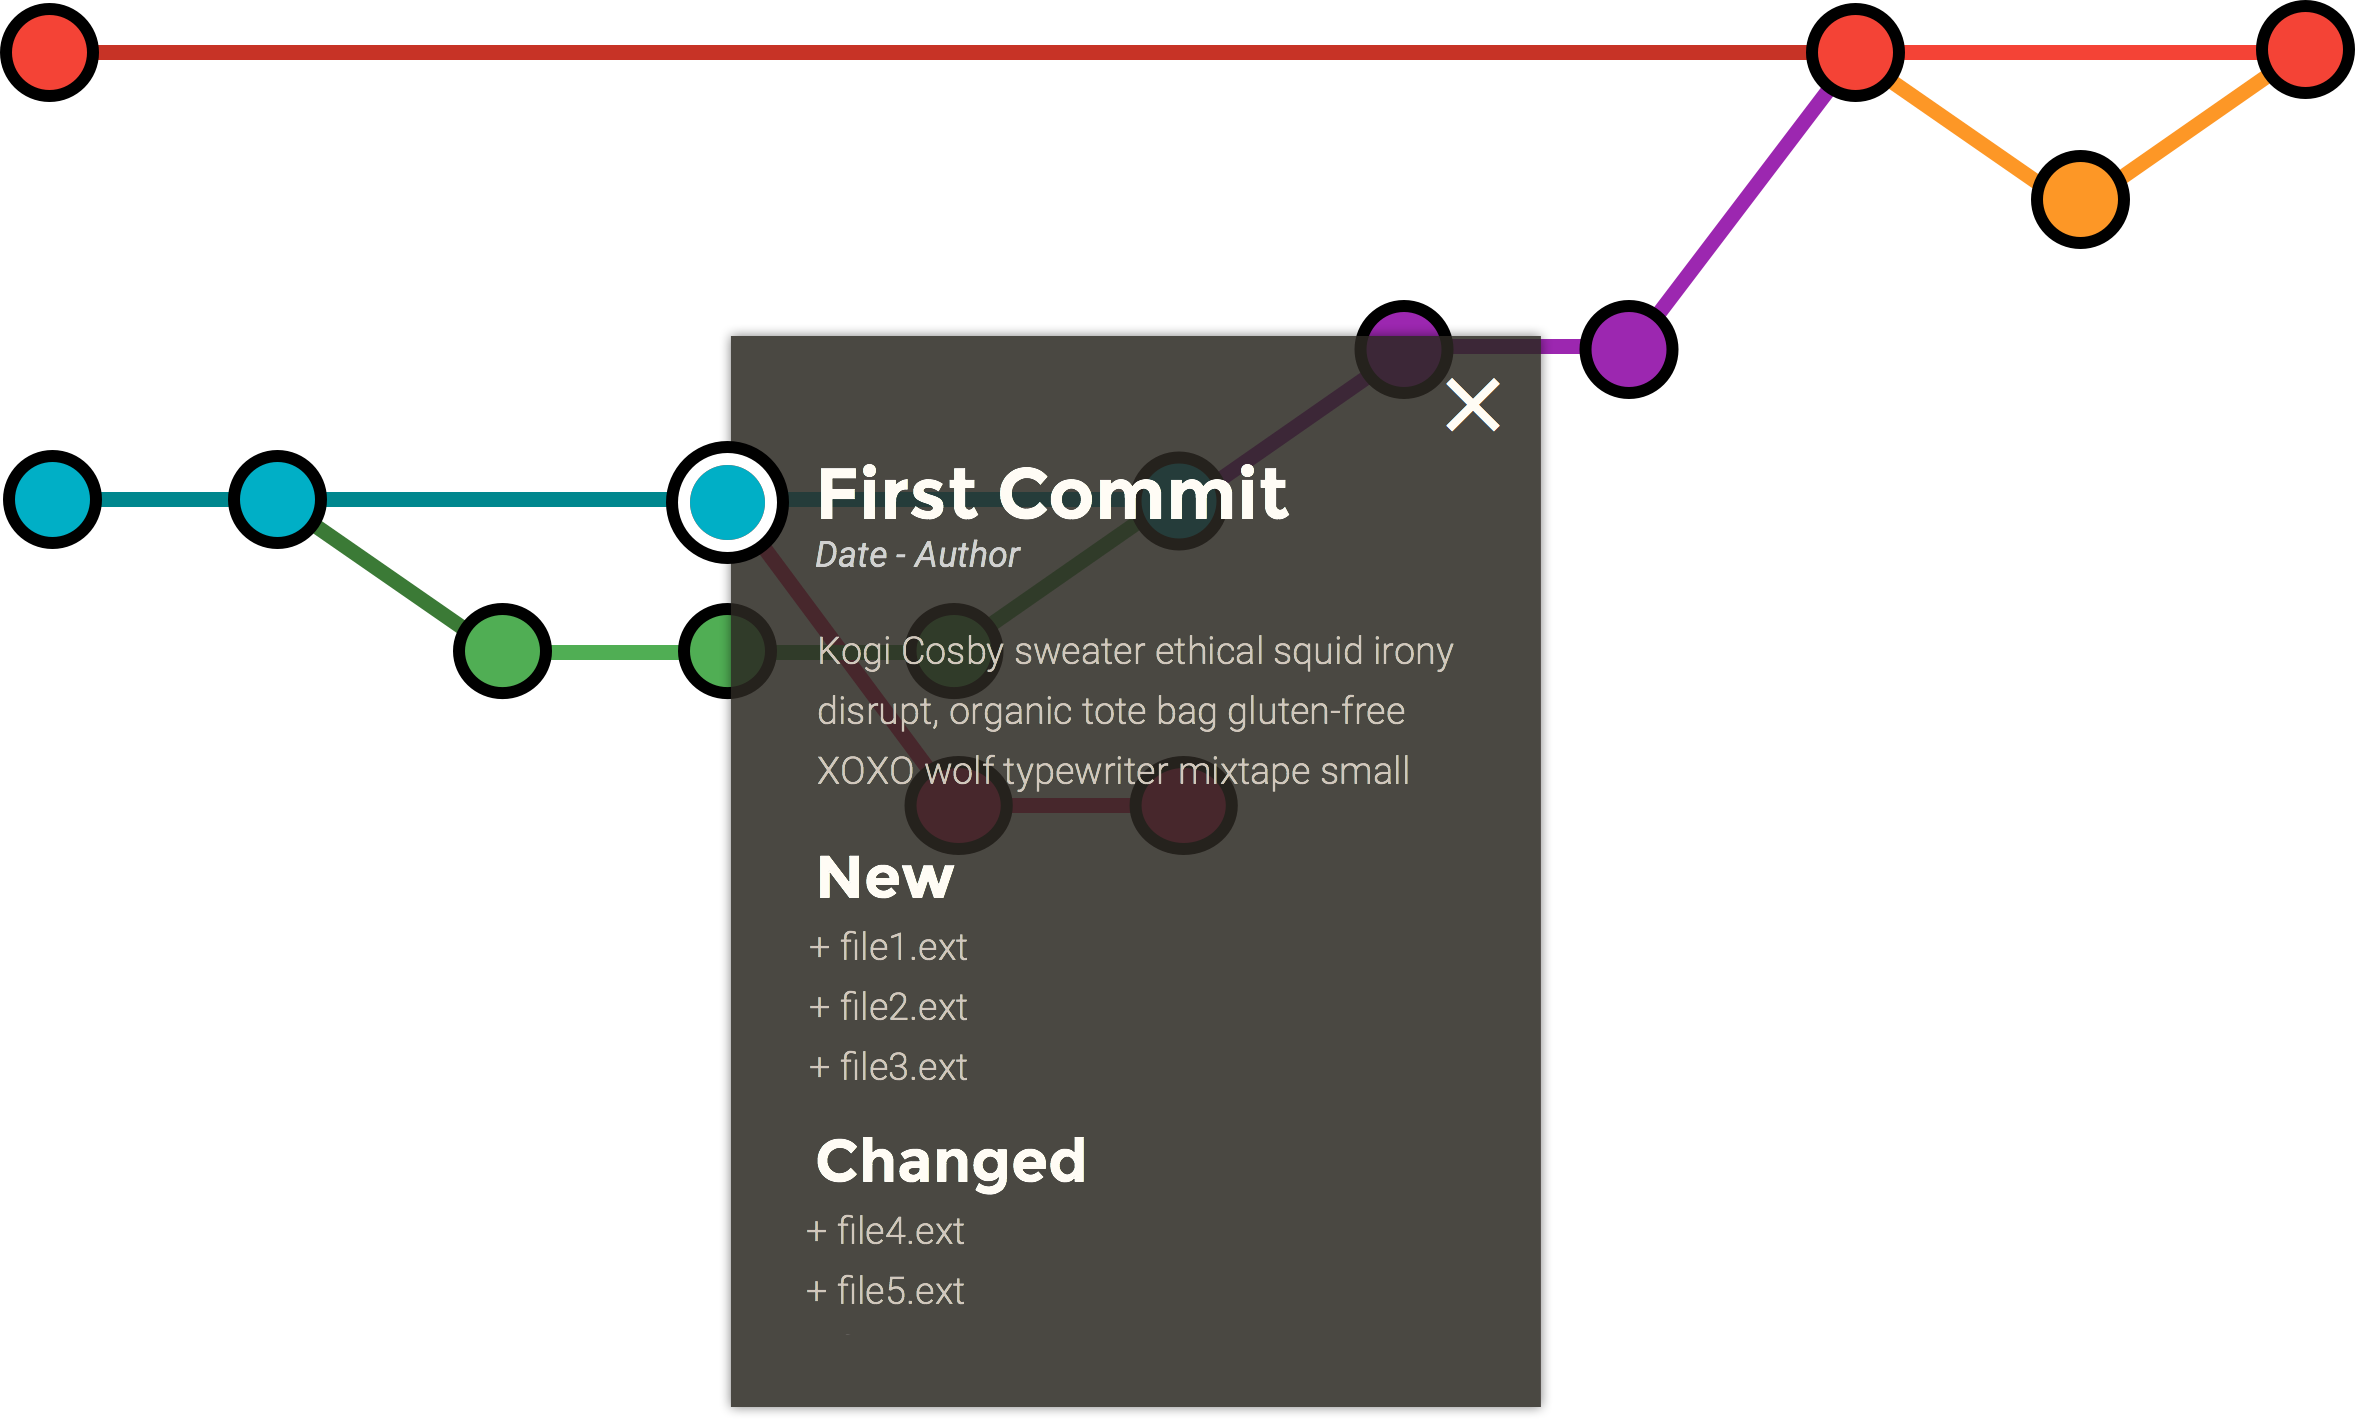 First Commit
Date - Author
Kogi Cosby sweater ethical squid irony
disrupt, organic tote bag gluten-free
XOXO wolf typewriter mixtape small
New
+ file1.ext
+ file2.ext
+ file3.ext
Changed
+ file4.ext
+ file5.ext